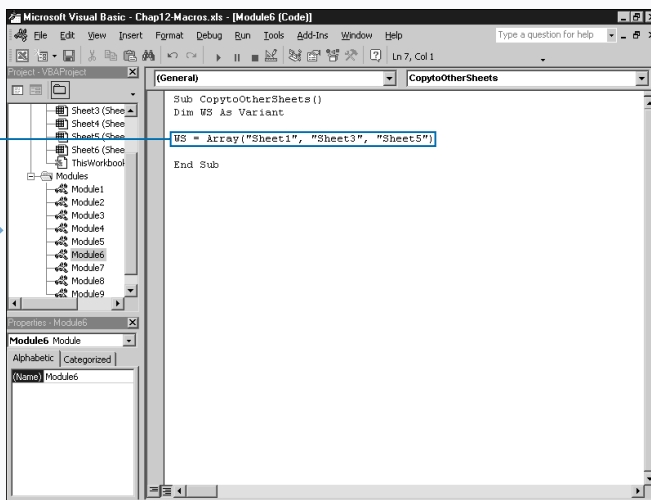 Microsoft Visual Basic - Chap12-Macros.xls - [Module6 (Code)]
File Edit View Insert Format Debug Run Tools Add-Ins Window Help
Type a question for help
Ln 7, Col 1
Project - VBAProject
Sheet3 (Shee
Sheet4 (Shee
Sheet5 (Shee
Sheet6 (Shee
ThisWorkbook
Modules
Module1
Module2
Module3
Module4
Module5
Module6
Module7
Module8
Module9
Properties - Module6
Module6 Module
Alphabetic Categorized
(Name) Module6
(General)
CopytoOtherSheets
Sub CopytoOtherSheets()
Dim WS As Variant
WS = Array("Sheet1", "Sheet3", "Sheet5")
End Sub